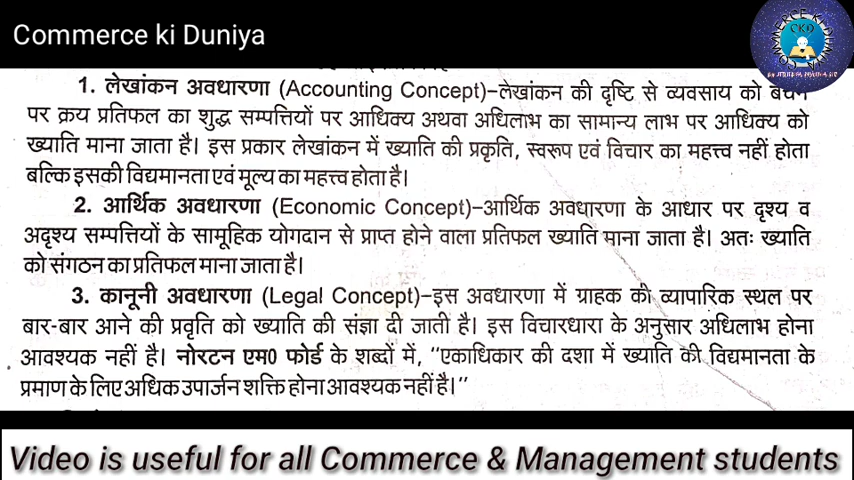 Commerce ki Duniya
CKD
1. लेखांकन अवधारणा (Accounting Concept)–लेखांकन की दृष्टि से व्यवसाय को बेचने
पर क्रय प्रतिफल का शुद्ध सम्पत्तियों पर आधिक्य अथवा अधिलाभ का सामान्य लाभ पर आधिक्य को
ख्याति माना जाता है। इस प्रकार लेखांकन में ख्याति की प्रकृति, स्वरूप एवं विचार का महत्त्व नहीं होता
बल्कि इसकी विद्यमानता एवं मूल्य का महत्त्व होता है।
2. आर्थिक अवधारणा (Economic Concept)–आर्थिक अवधारणा के आधार पर दृश्य व
अदृश्य सम्पत्तियों के सामूहिक योगदान से प्राप्त होने वाला प्रतिफल ख्याति माना जाता है। अतः ख्याति
को संगठन का प्रतिफल माना जाता है।
3. कानूनी अवधारणा (Legal Concept)–इस अवधारणा में ग्राहक की व्यापारिक स्थल पर
बार-बार आने की प्रवृति को ख्याति की संज्ञा दी जाती है। इस विचारधारा के अनुसार अधिलाभ होना
आवश्यक नहीं है। नोरटन एम0 फोर्ड के शब्दों में, “एकाधिकार की दशा में ख्याति की विद्यमानता के
प्रमाण के लिए अधिक उपार्जन शक्ति होना आवश्यक नहीं है।”
Video is useful for all Commerce & Management students